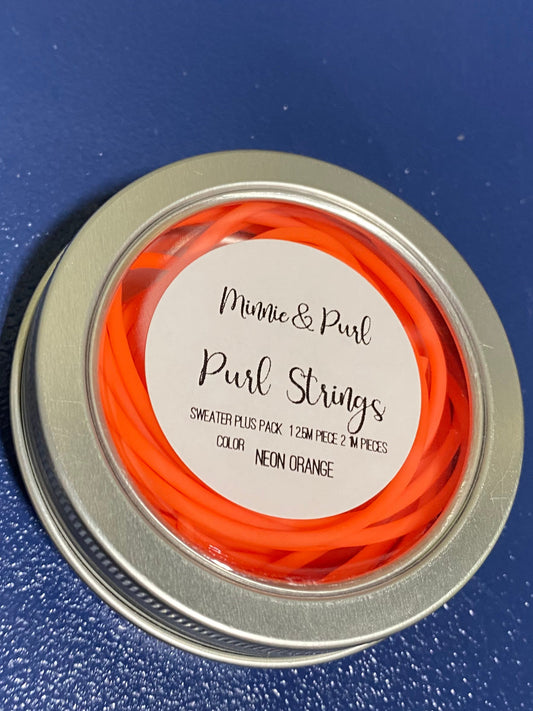 Minnie & Purl
Purl Strings
SWEATER PLUS PACK 1 2.5M PIECE 2 1M PIECES
COLOR NEON ORANGE